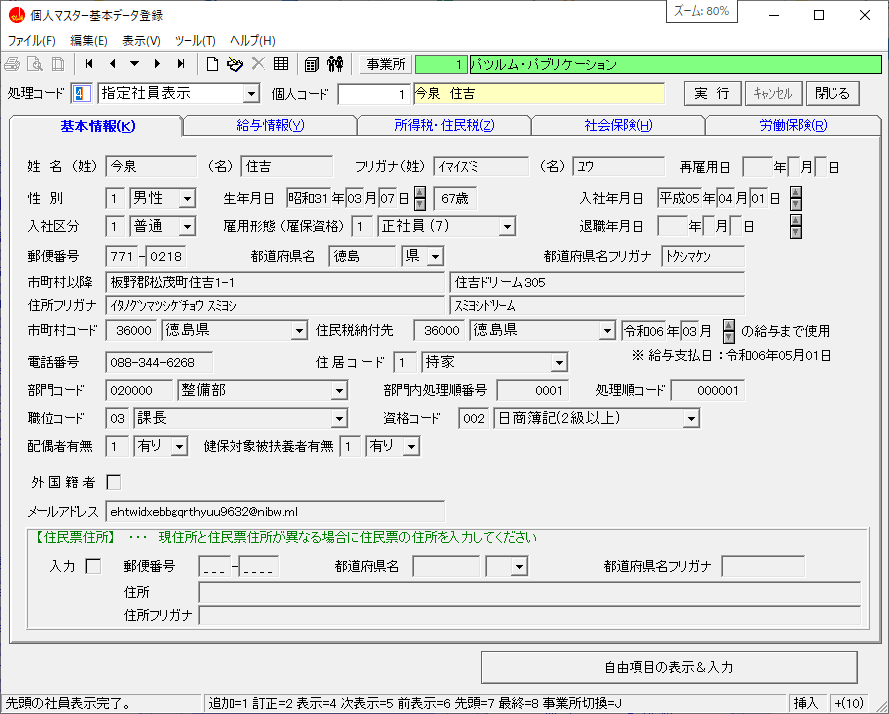 個人マスター基本データ登録
ズーム: 80%
ファイル(F) 編集(E) 表示(V) ツール(T) ヘルプ(H)
事業所 1 パツルム・パブリケーション
処理コード 4 指定社員表示 個人コード 1 今泉 住吉 実 行 キャンセル 閉じる
基本情報(K) 給与情報(Y) 所得税・住民税(Z) 社会保険(H) 労働保険(R)
姓 名 (姓) 今泉 (名) 住吉 フリガナ(姓) イマイズミ (名) ユウ 再雇用日 年 月 日
性 別 1 男性 生年月日 昭和31 年 03 月 07 日 67歳 入社年月日 平成05 年 04 月 01 日
入社区分 1 普通 雇用形態 (雇保資格) 1 正社員 (7) 退職年月日 年 月 日
郵便番号 771 - 0218 都道府県名 徳島 県 都道府県名フリガナ トクシマケン
市町村以降 板野郡松茂町住吉1-1 住吉ドリーム305
住所フリガナ イタノグンマツシゲチョウ スミヨシ スミヨシドリーム
市町村コード 36000 徳島県 住民税納付先 36000 徳島県 令和06 年 03 月 の給与まで使用
※ 給与支払日：令和06年05月01日
電話番号 088-344-6268 住居コード 1 持家
部門コード 020000 整備部 部門内処理順番号 0001 処理順コード 000001
職位コード 03 課長 資格コード 002 日商簿記(2級以上)
配偶者有無 1 有り 健保対象被扶養者有無 1 有り
外国籍者
メールアドレス ehtwidxebbgqrthyuu9632@nibw.ml
【住民票住所】 ･･･ 現住所と住民票住所が異なる場合に住民票の住所を入力してください
入力 郵便番号 _ _ _ - _ _ _ _ 都道府県名 都道府県名フリガナ
住所
住所フリガナ
自由項目の表示＆入力
先頭の社員表示完了。 追加=1 訂正=2 表示=4 次表示=5 前表示=6 先頭=7 最終=8 事業所切換=J 挿入 +(10)